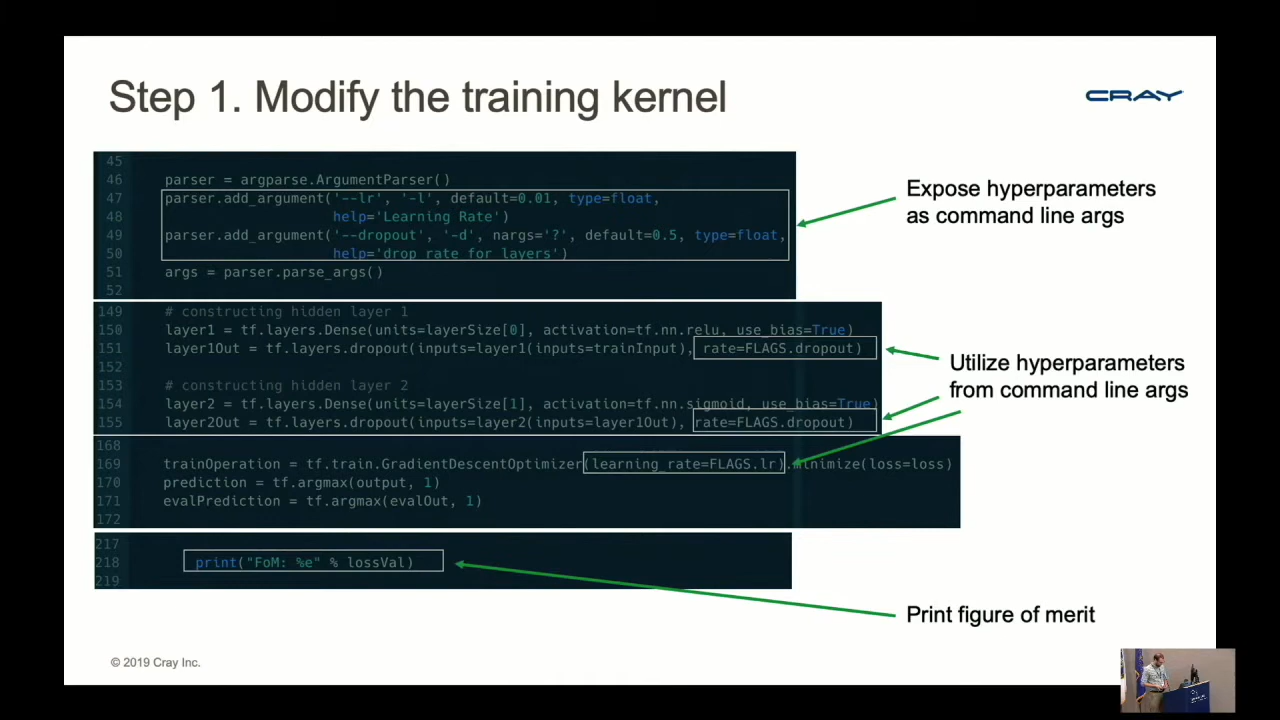 Step 1. Modify the training kernel
CRAY
45
46 parser = argparse.ArgumentParser()
47 parser.add_argument('--lr', '-l', default=0.01, type=float,
48 help='Learning Rate')
49 parser.add_argument('--dropout', '-d', nargs='?', default=0.5, type=float,
50 help='drop rate for layers')
51 args = parser.parse_args()
52
Expose hyperparameters
as command line args
149 # constructing hidden layer 1
150 layer1 = tf.layers.Dense(units=layerSize[0], activation=tf.nn.relu, use_bias=True)
151 layer1Out = tf.layers.dropout(inputs=layer1(inputs=trainInput), rate=FLAGS.dropout)
152
153 # constructing hidden layer 2
154 layer2 = tf.layers.Dense(units=layerSize[1], activation=tf.nn.sigmoid, use_bias=True)
155 layer2Out = tf.layers.dropout(inputs=layer2(inputs=layer1Out), rate=FLAGS.dropout)
Utilize hyperparameters
from command line args
168
169 trainOperation = tf.train.GradientDescentOptimizer(learning_rate=FLAGS.lr).minimize(loss=loss)
170 prediction = tf.argmax(output, 1)
171 evalPrediction = tf.argmax(evalOut, 1)
172
217
218 print("FoM: %e" % lossVal)
219
Print figure of merit
© 2019 Cray Inc.